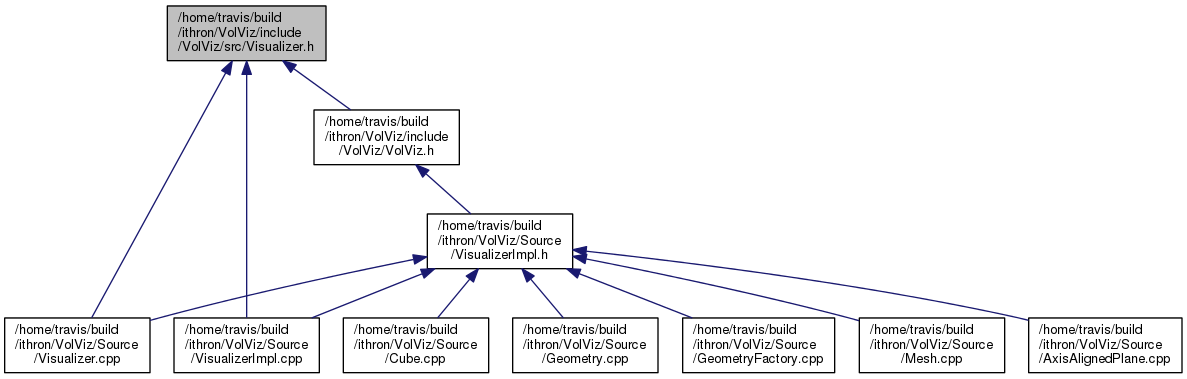 /home/travis/build
/ithron/VolViz/include
/VolViz/src/Visualizer.h
/home/travis/build
/ithron/VolViz/include
/VolViz/VolViz.h
/home/travis/build
/ithron/VolViz/Source
/VisualizerImpl.h
/home/travis/build
/ithron/VolViz/Source
/Visualizer.cpp
/home/travis/build
/ithron/VolViz/Source
/VisualizerImpl.cpp
/home/travis/build
/ithron/VolViz/Source
/Cube.cpp
/home/travis/build
/ithron/VolViz/Source
/Geometry.cpp
/home/travis/build
/ithron/VolViz/Source
/GeometryFactory.cpp
/home/travis/build
/ithron/VolViz/Source
/Mesh.cpp
/home/travis/build
/ithron/VolViz/Source
/AxisAlignedPlane.cpp